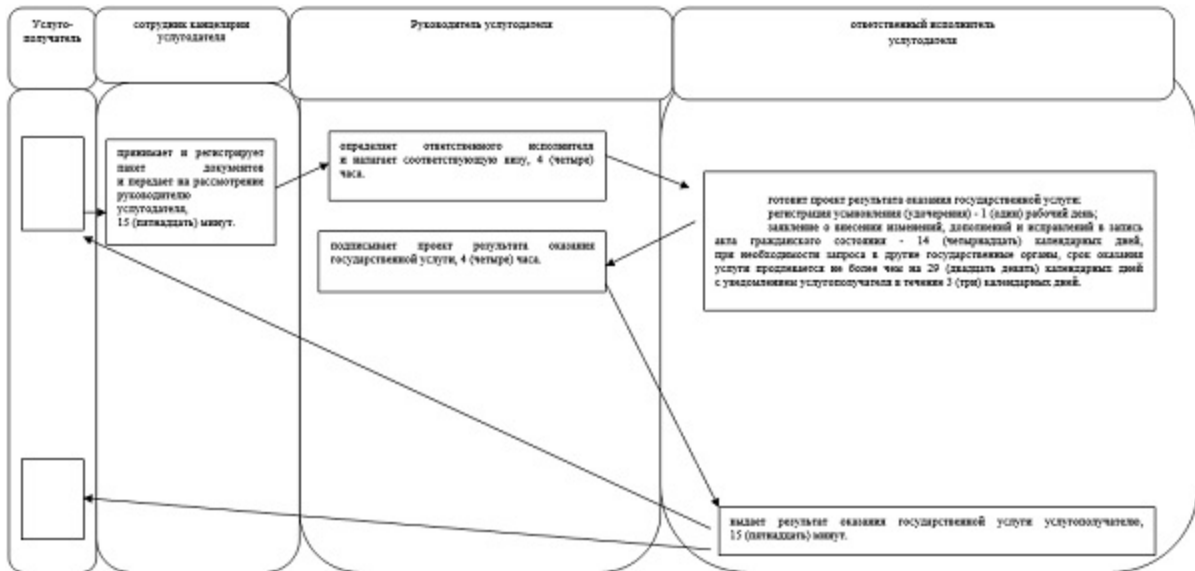 Услуго-
получатель
сотрудник канцелярии
услугодателя
Руководитель услугодателя
ответственный исполнитель
услугодателя
принимает и регистрирует
пакет документов
и передает на рассмотрение
руководителю
услугодателя,
15 (пятнадцать) минут.
определяет ответственного исполнителя
и налагает соответствующую визу, 4 (четыре)
часа.
готовит проект результата оказания государственной услуги:
регистрация усыновления (удочерения) - 1 (один) рабочий день;
заявление о внесении изменений, дополнений и исправлений в запись
акта гражданского состояния - 14 (четырнадцать) календарных дней,
при необходимости запроса в другие государственные органы, срок оказания
услуги продлевается не более чем на 29 (двадцать девять) календарных дней
с уведомлением услугополучателя в течение 3 (три) календарных дней.
подписывает проект результата оказания
государственной услуги, 4 (четыре) часа.
выдает результат оказания государственной услуги услугополучателю,
15 (пятнадцать) минут.